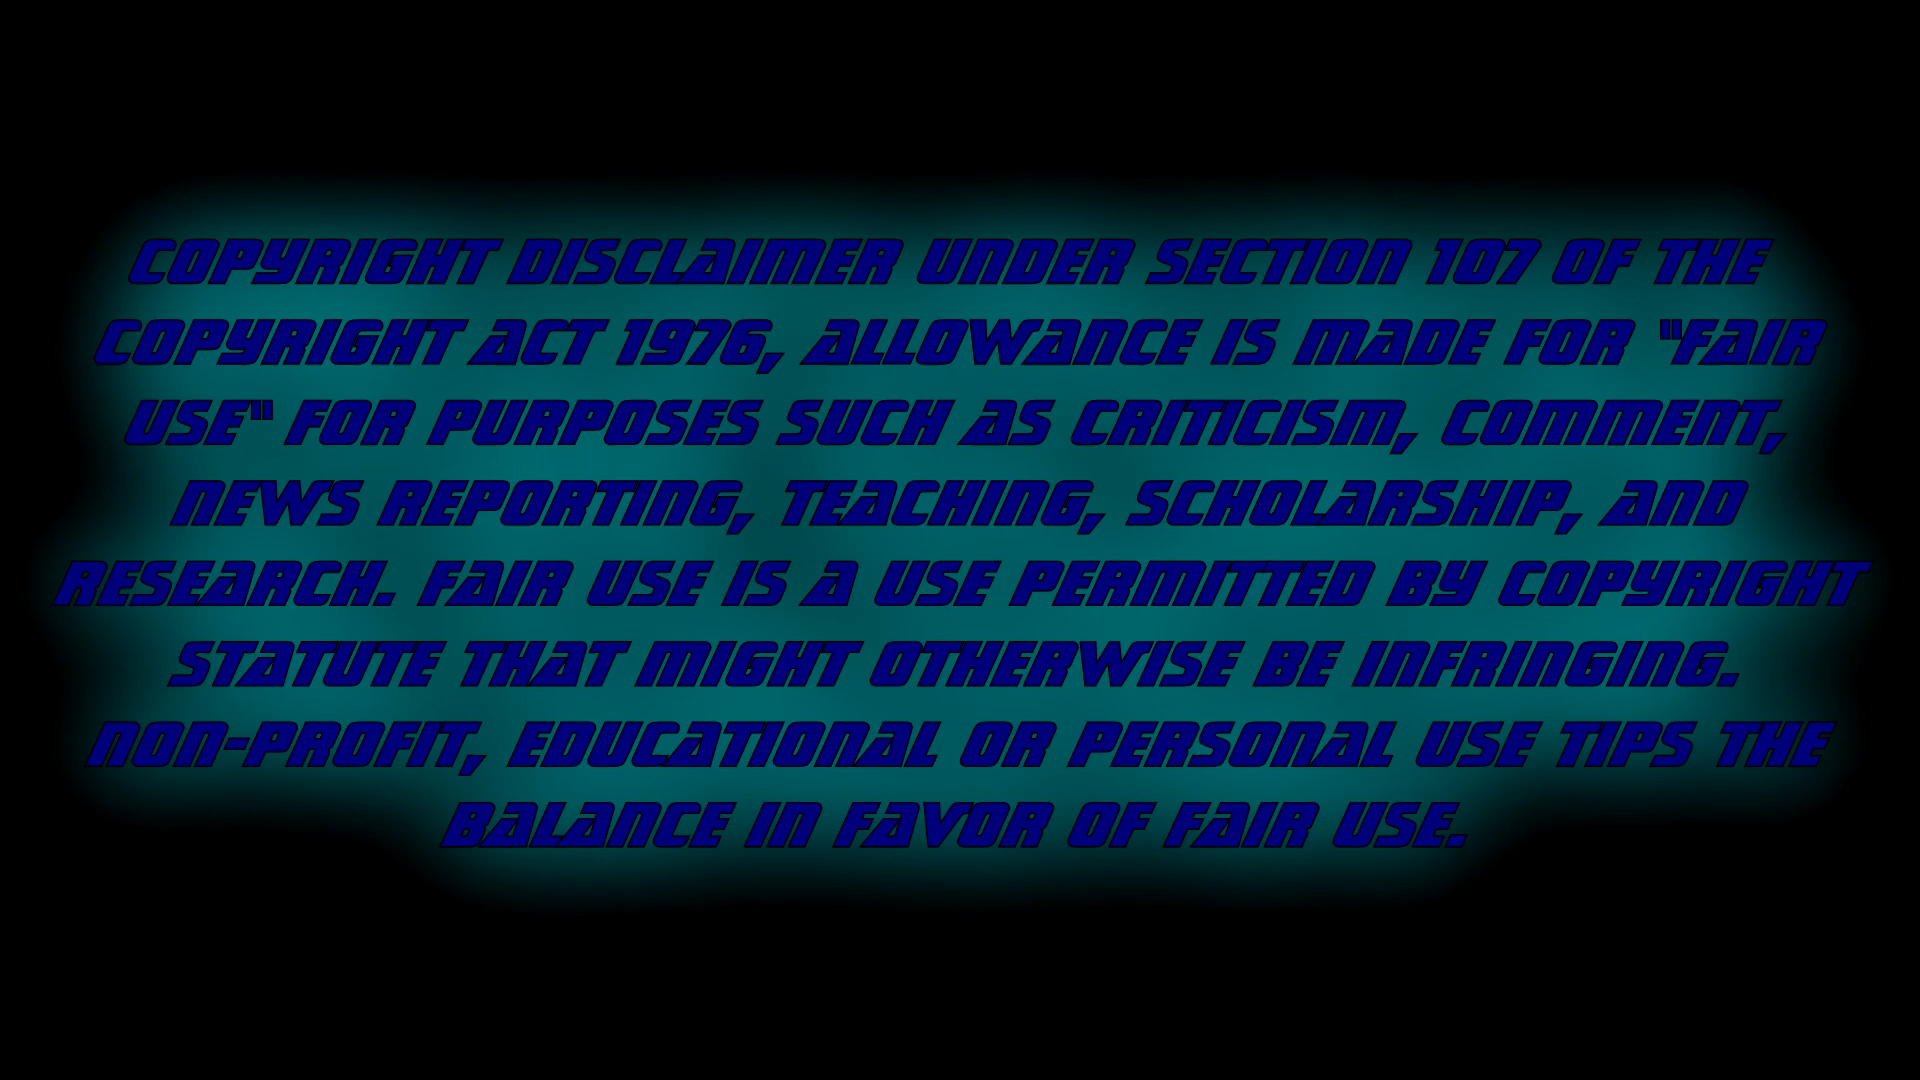 COPYRIGHT DISCLAIMER UNDER SECTION 107 OF THE
COPYRIGHT ACT 1976, ALLOWANCE IS MADE FOR "FAIR
USE" FOR PURPOSES SUCH AS CRITICISM, COMMENT,
NEWS REPORTING, TEACHING, SCHOLARSHIP, AND
RESEARCH. FAIR USE IS A USE PERMITTED BY COPYRIGHT
STATUTE THAT MIGHT OTHERWISE BE INFRINGING.
NON-PROFIT, EDUCATIONAL OR PERSONAL USE TIPS THE
BALANCE IN FAVOR OF FAIR USE.